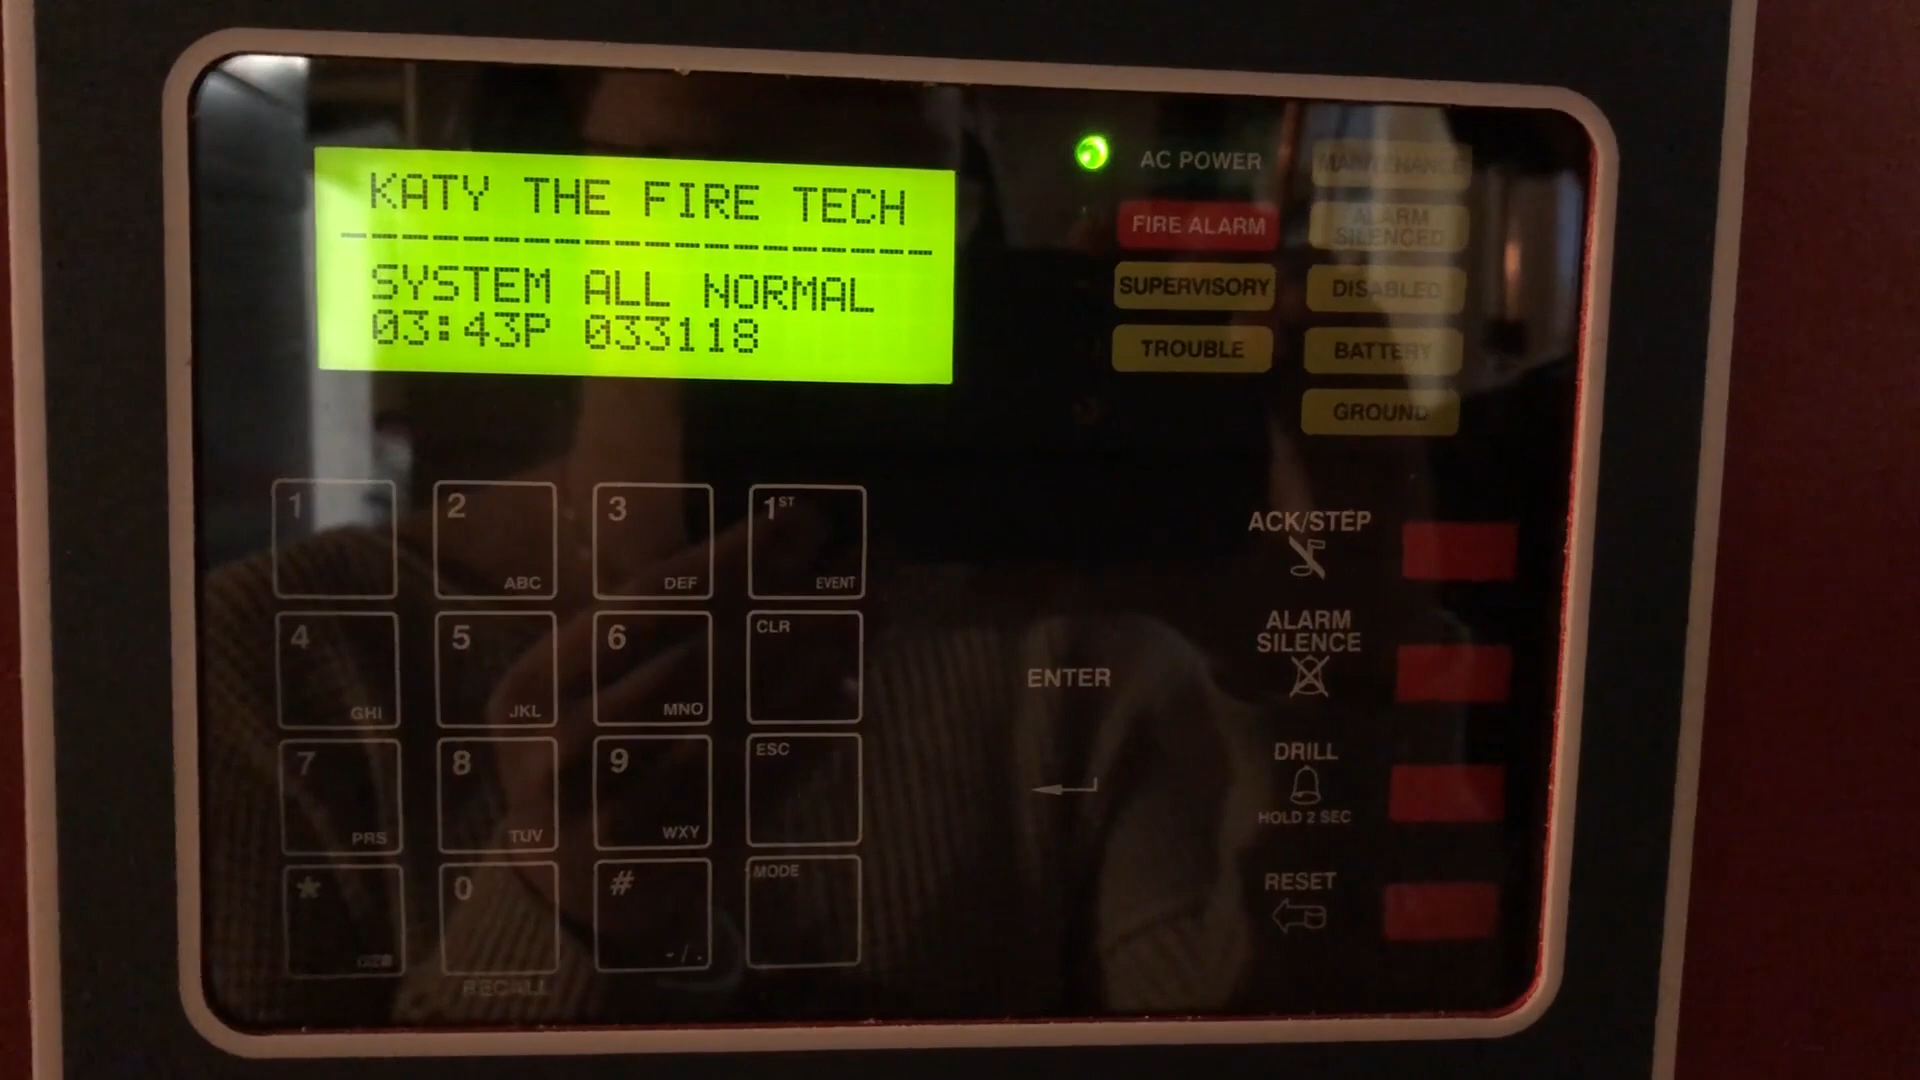 KATY THE FIRE TECH
--------------------
SYSTEM ALL NORMAL
03:43P 033118
AC POWER
MAINTENANCE
FIRE ALARM
ALARM
SILENCED
SUPERVISORY
DISABLED
TROUBLE
BATTERY
GROUND
1
2
ABC
3
DEF
1ST
EVENT
4
GHI
5
JKL
6
MNO
CLR
7
PRS
8
TUV
9
WXY
ESC
*
0
#
- / .
MODE
RECALL
ENTER
ACK/STEP
ALARM
SILENCE
DRILL
HOLD 2 SEC
RESET